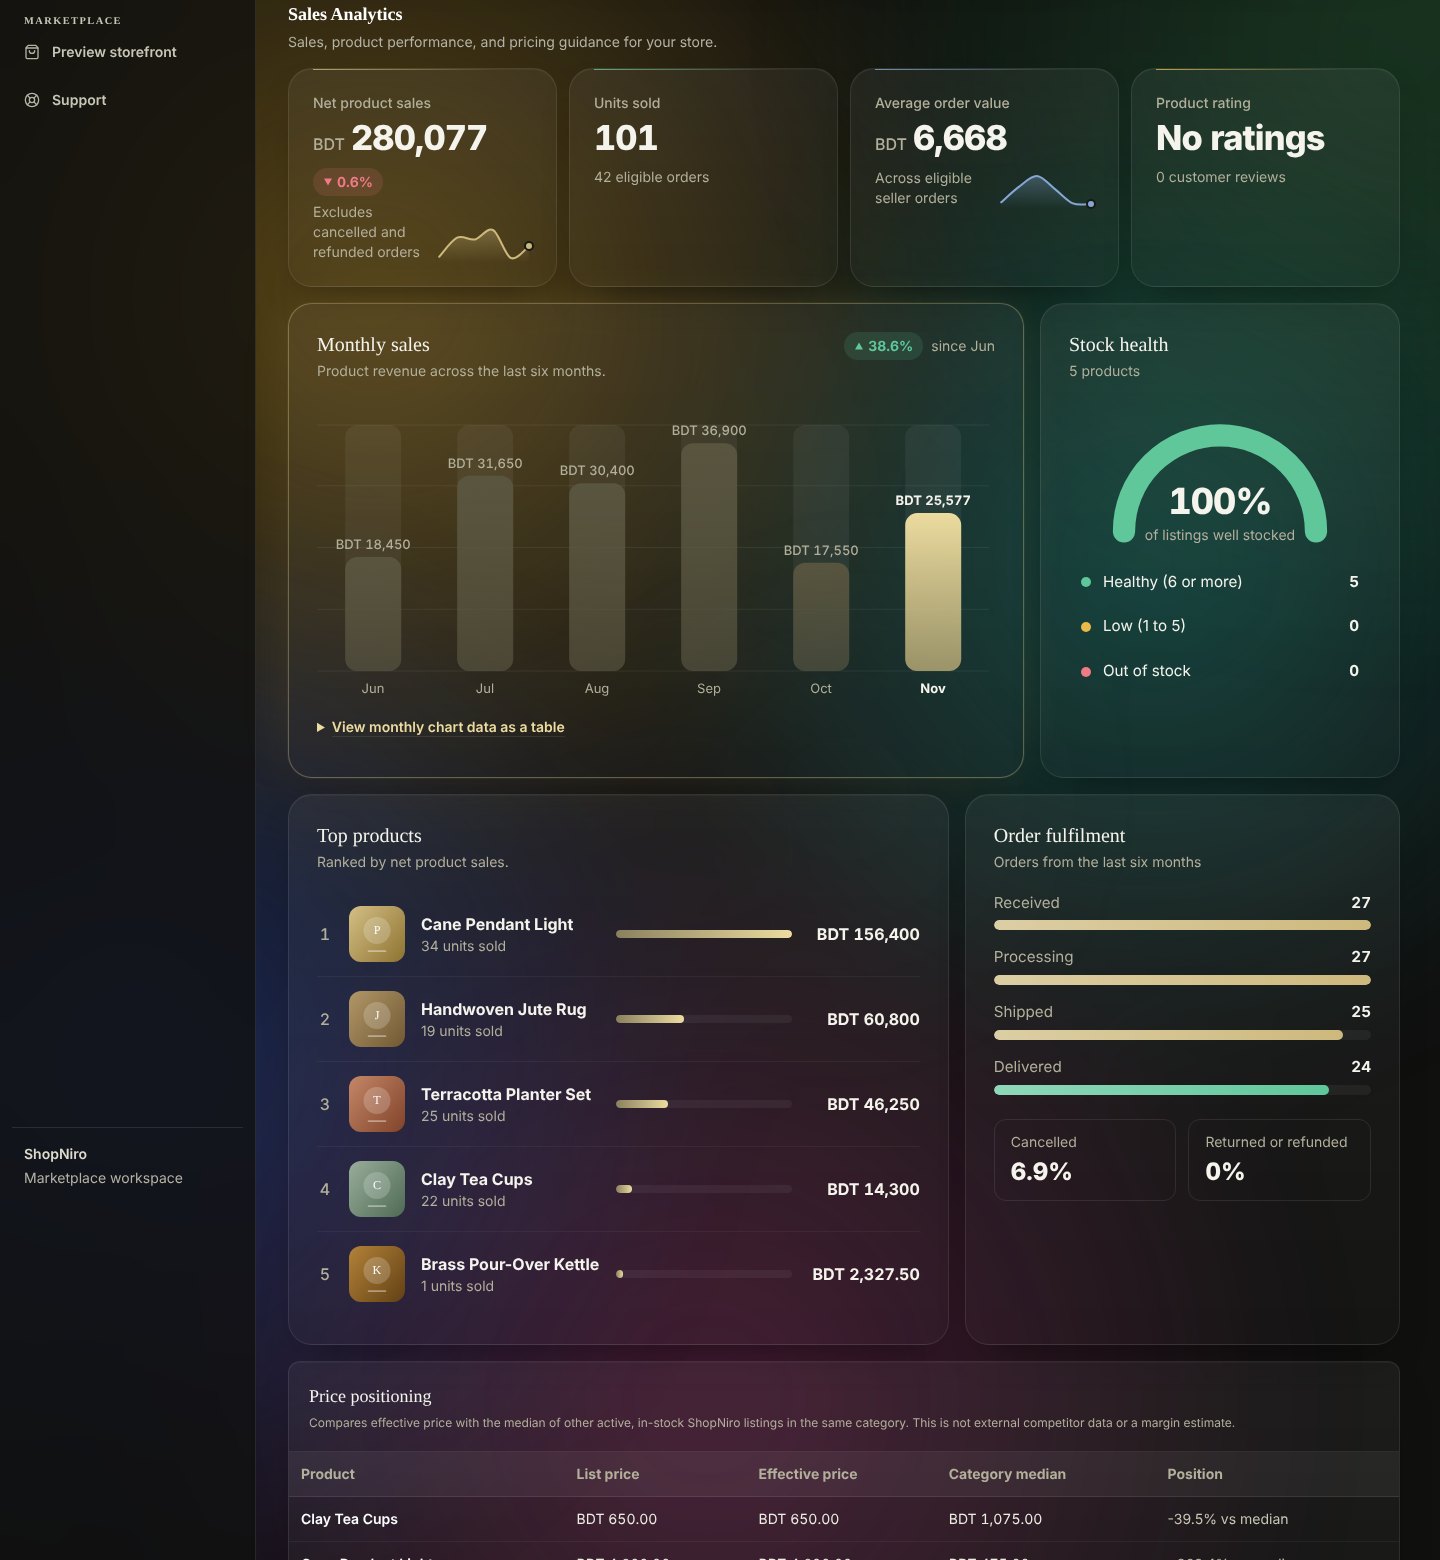 MARKETPLACE
Preview storefront
Support
ShopNiro
Marketplace workspace
Sales Analytics
Sales, product performance, and pricing guidance for your store.
Net product sales
BDT 280,077
▼ 0.6%
Excludes
cancelled and
refunded orders
Units sold
101
42 eligible orders
Average order value
BDT 6,668
Across eligible
seller orders
Product rating
No ratings
0 customer reviews
Monthly sales
Product revenue across the last six months.
▲ 38.6% since Jun
BDT 18,450
BDT 31,650
BDT 30,400
BDT 36,900
BDT 17,550
BDT 25,577
Jun Jul Aug Sep Oct Nov
▶ View monthly chart data as a table
Stock health
5 products
100%
of listings well stocked
Healthy (6 or more) 5
Low (1 to 5) 0
Out of stock 0
Top products
Ranked by net product sales.
1 P Cane Pendant Light BDT 156,400
34 units sold
2 J Handwoven Jute Rug BDT 60,800
19 units sold
3 T Terracotta Planter Set BDT 46,250
25 units sold
4 C Clay Tea Cups BDT 14,300
22 units sold
5 K Brass Pour-Over Kettle BDT 2,327.50
1 units sold
Order fulfilment
Orders from the last six months
Received 27
Processing 27
Shipped 25
Delivered 24
Cancelled
6.9%
Returned or refunded
0%
Price positioning
Compares effective price with the median of other active, in-stock ShopNiro listings in the same category. This is not external competitor data or a margin estimate.
Product List price Effective price Category median Position
Clay Tea Cups BDT 650.00 BDT 650.00 BDT 1,075.00 -39.5% vs median